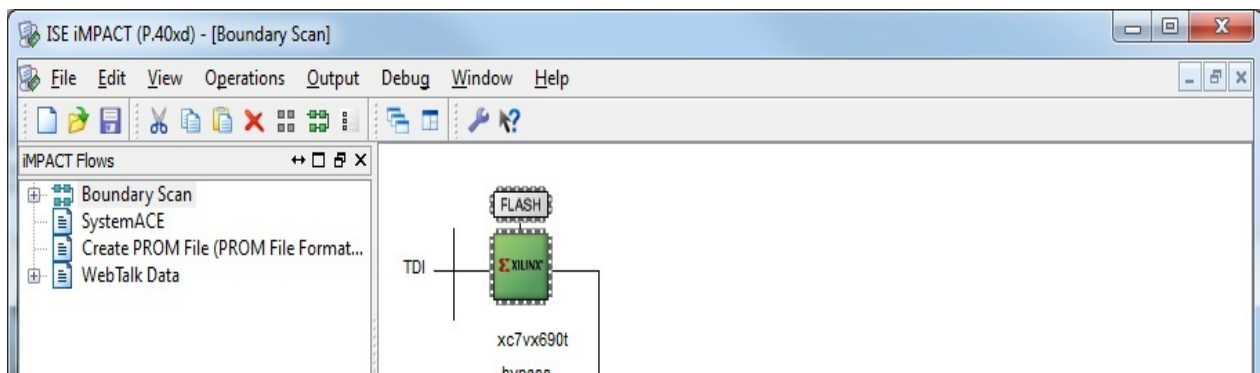 ISE iMPACT (P.40xd) - [Boundary Scan]
File Edit View Operations Output Debug Window Help
iMPACT Flows
Boundary Scan
SystemACE
Create PROM File (PROM File Format...
WebTalk Data
FLASH
XILINX
TDI
xc7vx690t
bypass